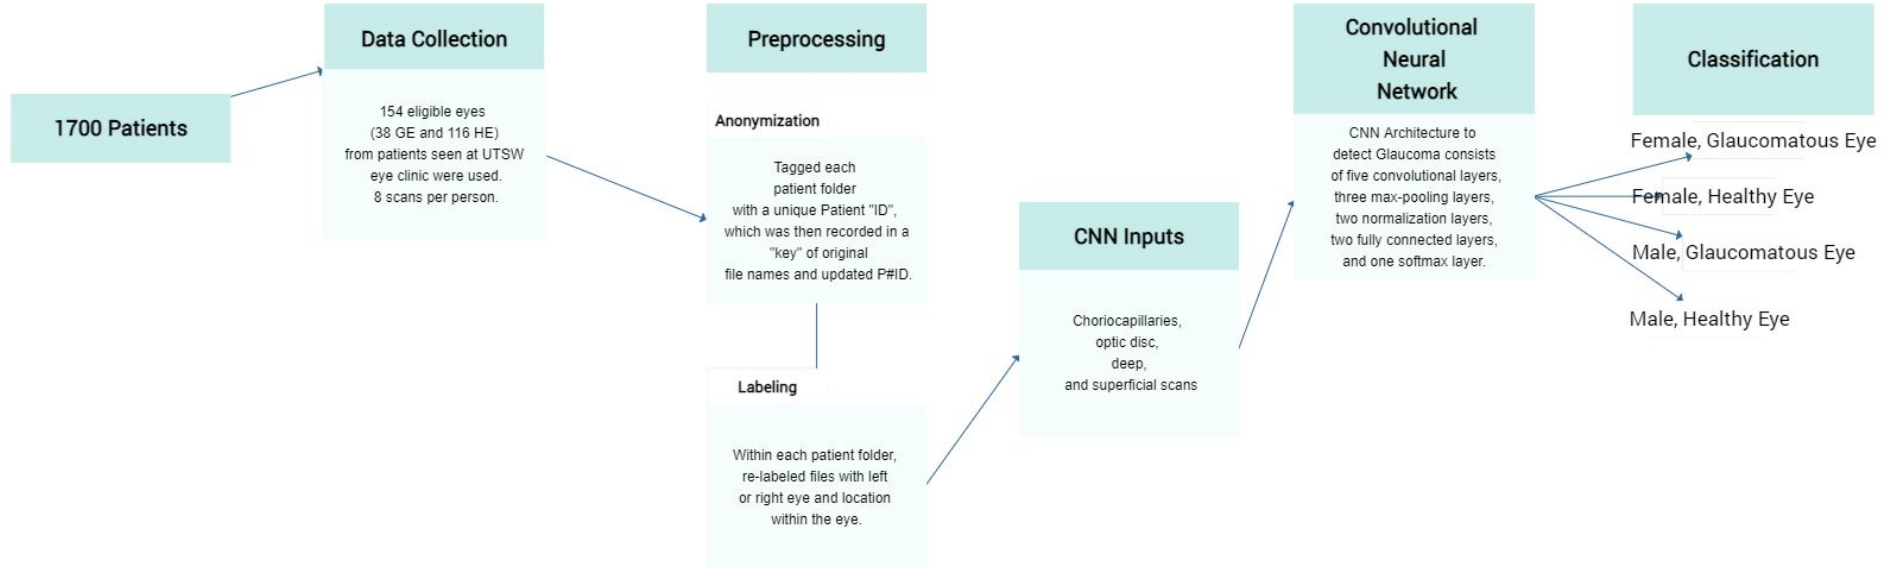 1700 Patients
Data Collection
154 eligible eyes
(38 GE and 116 HE)
from patients seen at UTSW
eye clinic were used.
8 scans per person.
Preprocessing
Anonymization
Tagged each
patient folder
with a unique Patient "ID",
which was then recorded in a
"key" of original
file names and updated P#ID.
Labeling
Within each patient folder,
re-labeled files with left
or right eye and location
within the eye.
CNN Inputs
Choriocapillaries,
optic disc,
deep,
and superficial scans
Convolutional
Neural
Network
CNN Architecture to
detect Glaucoma consists
of five convolutional layers,
three max-pooling layers,
two normalization layers,
two fully connected layers,
and one softmax layer.
Classification
Female, Glaucomatous Eye
Female, Healthy Eye
Male, Glaucomatous Eye
Male, Healthy Eye